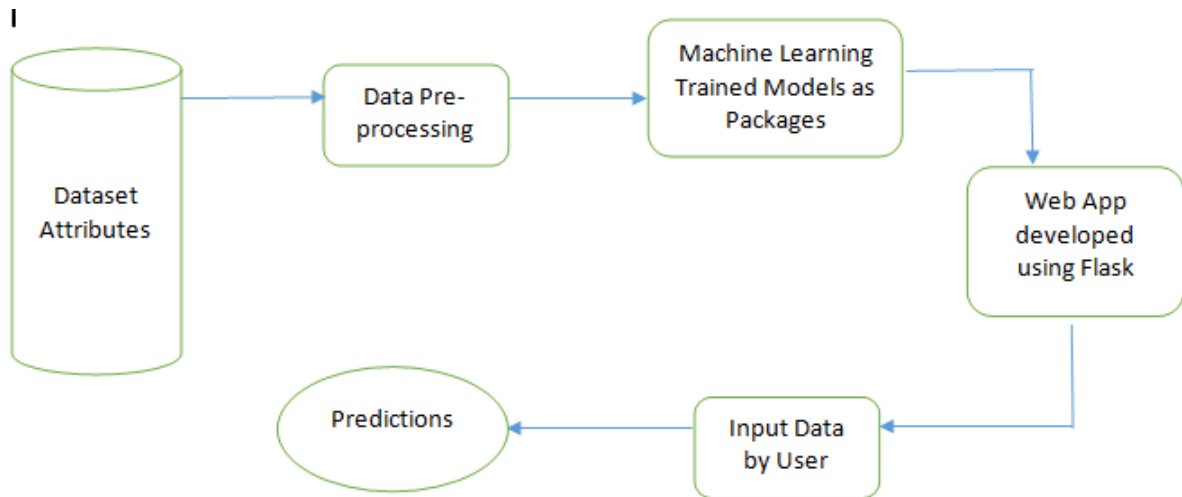 I
Machine Learning
Trained Models as
Packages
Data Pre-
processing
Dataset
Attributes
Web App
developed
using Flask
Predictions
Input Data
by User